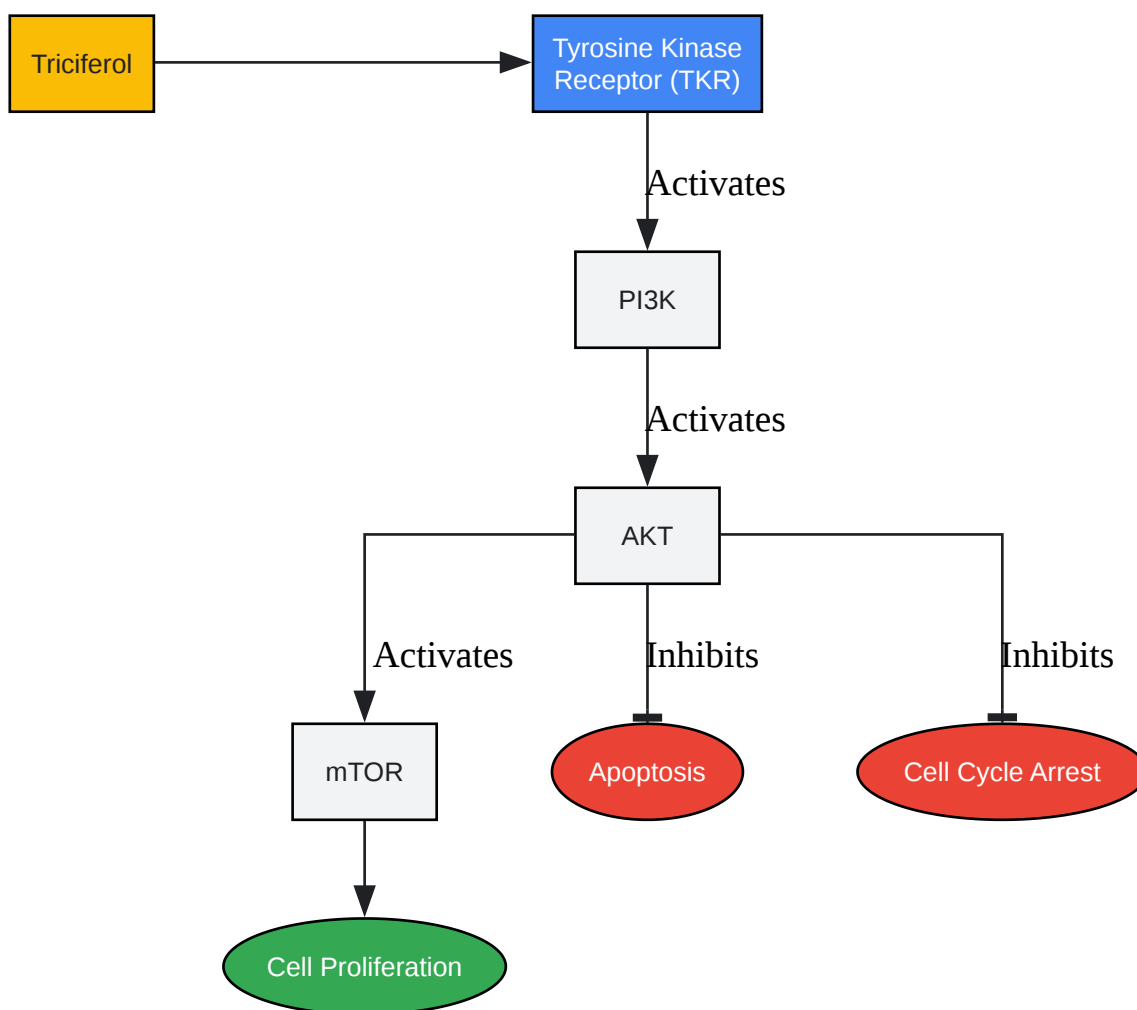 Triciferol
Tyrosine Kinase
Receptor (TKR)
Activates
PI3K
Activates
AKT
Activates
Inhibits
Inhibits
mTOR
Apoptosis
Cell Cycle Arrest
Cell Proliferation